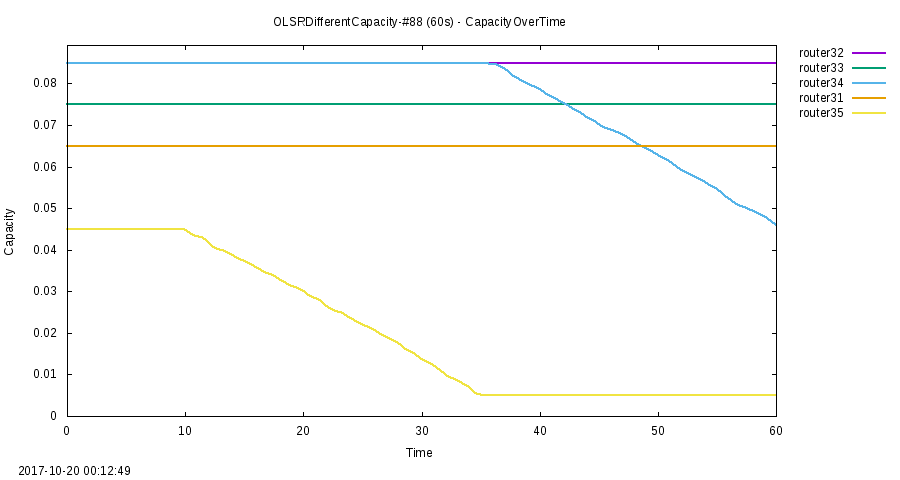 OLSRDifferentCapacity-#88 (60s) - CapacityOverTime
router32
router33
router34
router31
router35
0.08
0.07
0.06
0.05
0.04
0.03
0.02
0.01
0
Capacity
0 10 20 30 40 50 60
Time
2017-10-20 00:12:49